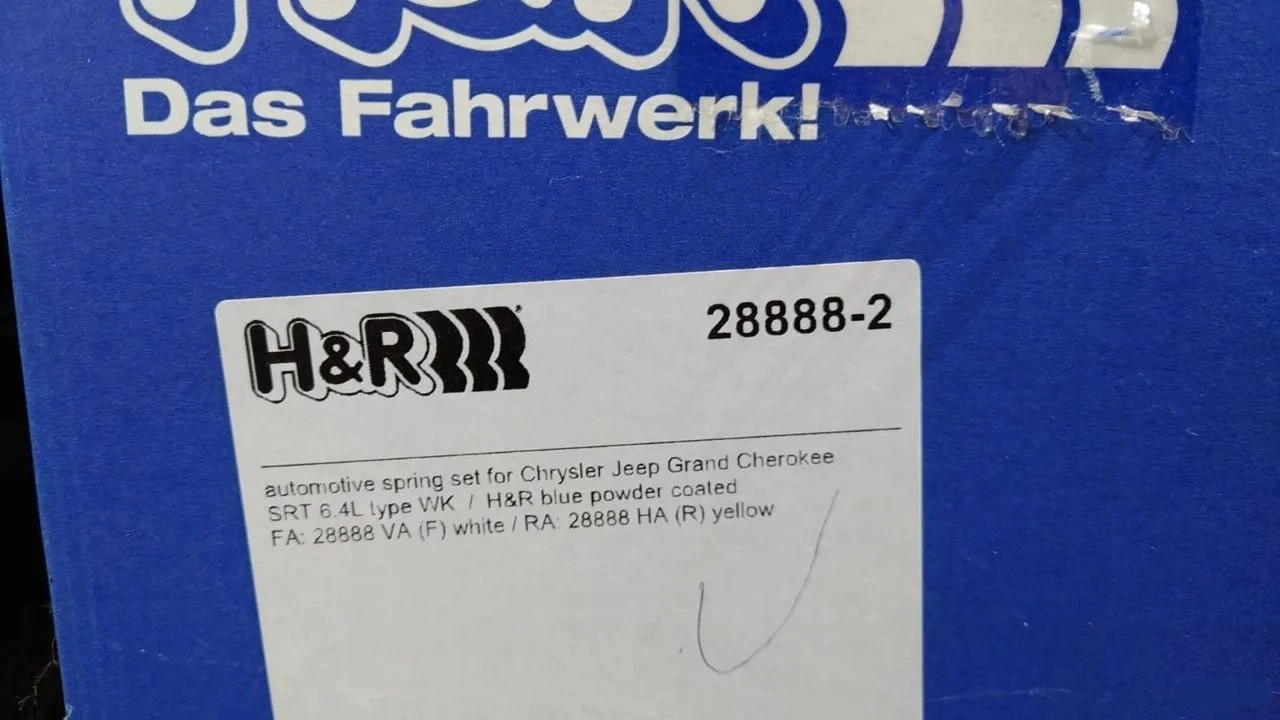 H&R
Das Fahrwerk!
H&R
28888-2
automotive spring set for Chrysler Jeep Grand Cherokee
SRT 6.4L type WK / H&R blue powder coated
FA: 28888 VA (F) white / RA: 28888 HA (R) yellow